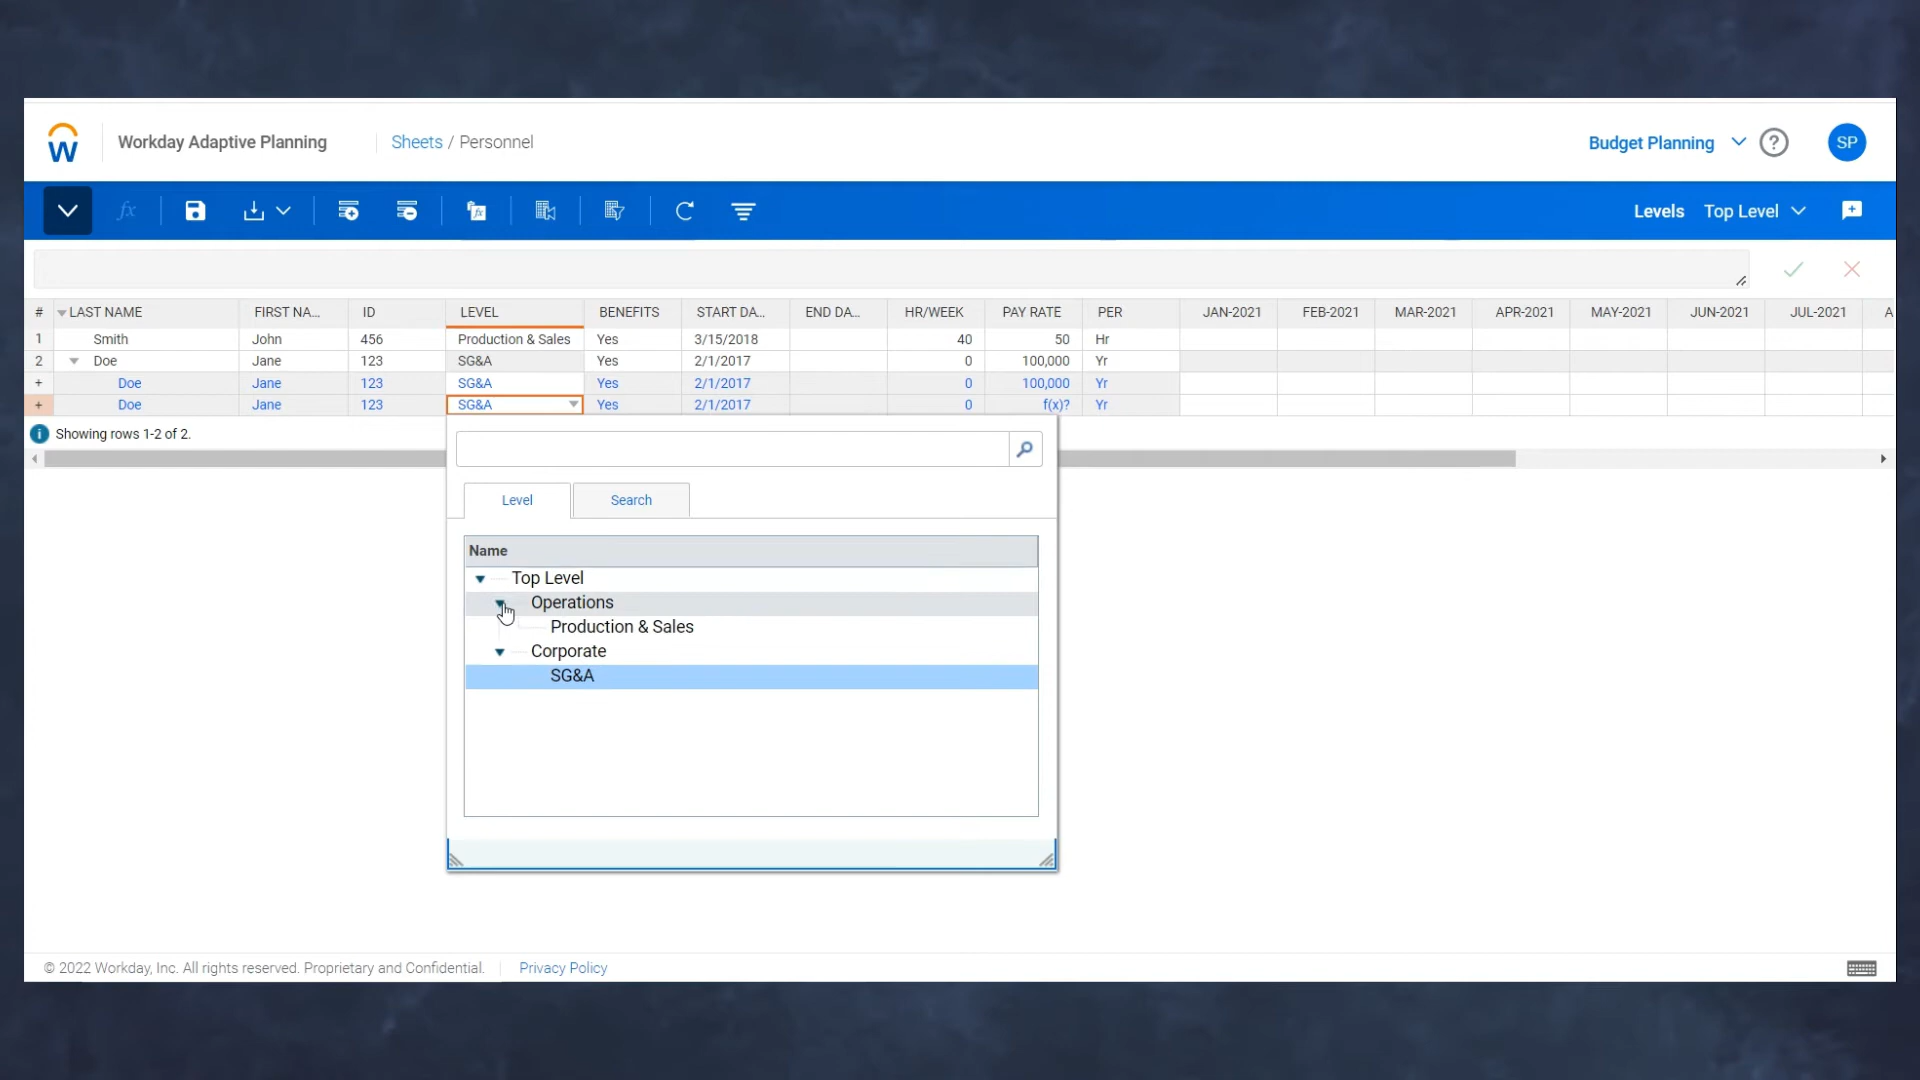 W Workday Adaptive Planning Sheets / Personnel Budget Planning ? SP
fx Levels Top Level
# LAST NAME FIRST NA... ID LEVEL BENEFITS START DA... END DA... HR/WEEK PAY RATE PER JAN-2021 FEB-2021 MAR-2021 APR-2021 MAY-2021 JUN-2021 JUL-2021 A
1 Smith John 456 Production & Sales Yes 3/15/2018 40 50 Hr
2 Doe Jane 123 SG&A Yes 2/1/2017 0 100,000 Yr
+ Doe Jane 123 SG&A Yes 2/1/2017 0 100,000 Yr
+ Doe Jane 123 SG&A Yes 2/1/2017 0 f(x)? Yr
i Showing rows 1-2 of 2.
Level Search
Name
Top Level
Operations
Production & Sales
Corporate
SG&A
© 2022 Workday, Inc. All rights reserved. Proprietary and Confidential. Privacy Policy